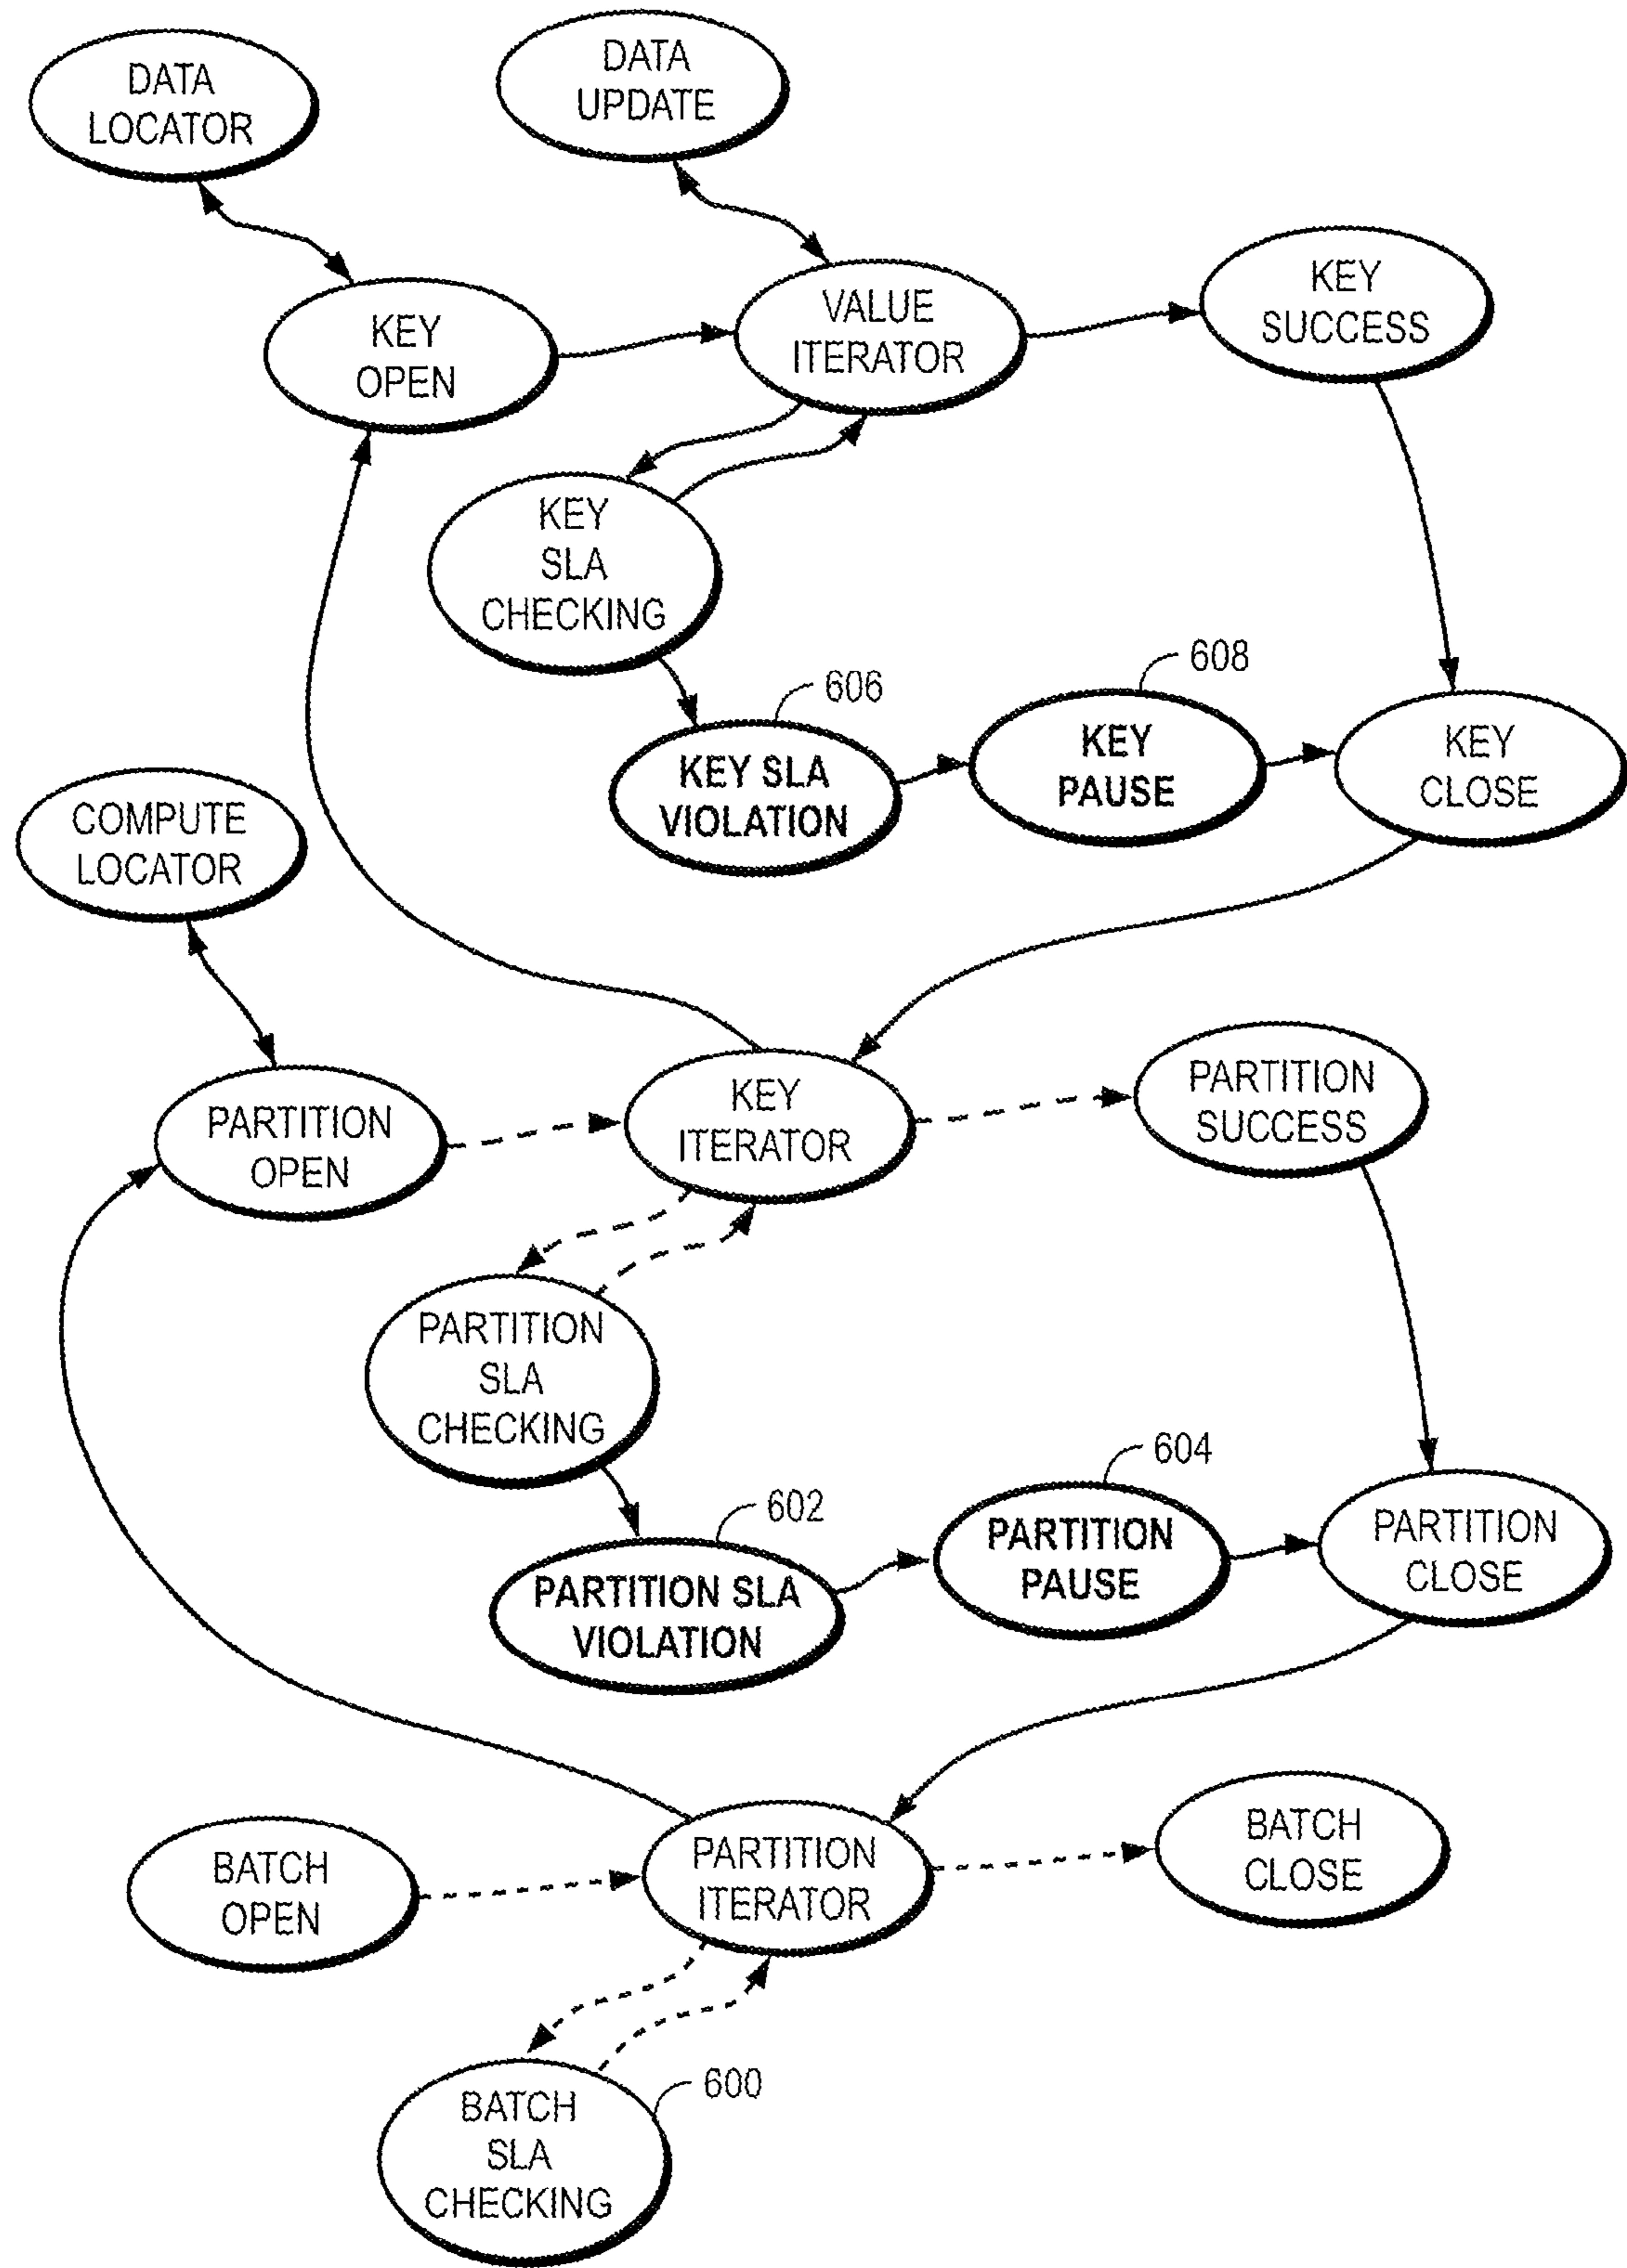 DATA
LOCATOR
DATA
UPDATE
KEY
OPEN
VALUE
ITERATOR
KEY
SUCCESS
KEY
SLA
CHECKING
606
KEY SLA
VIOLATION
608
KEY
PAUSE
KEY
CLOSE
COMPUTE
LOCATOR
PARTITION
OPEN
KEY
ITERATOR
PARTITION
SUCCESS
PARTITION
SLA
CHECKING
602
PARTITION SLA
VIOLATION
604
PARTITION
PAUSE
PARTITION
CLOSE
BATCH
OPEN
PARTITION
ITERATOR
BATCH
CLOSE
600
BATCH
SLA
CHECKING